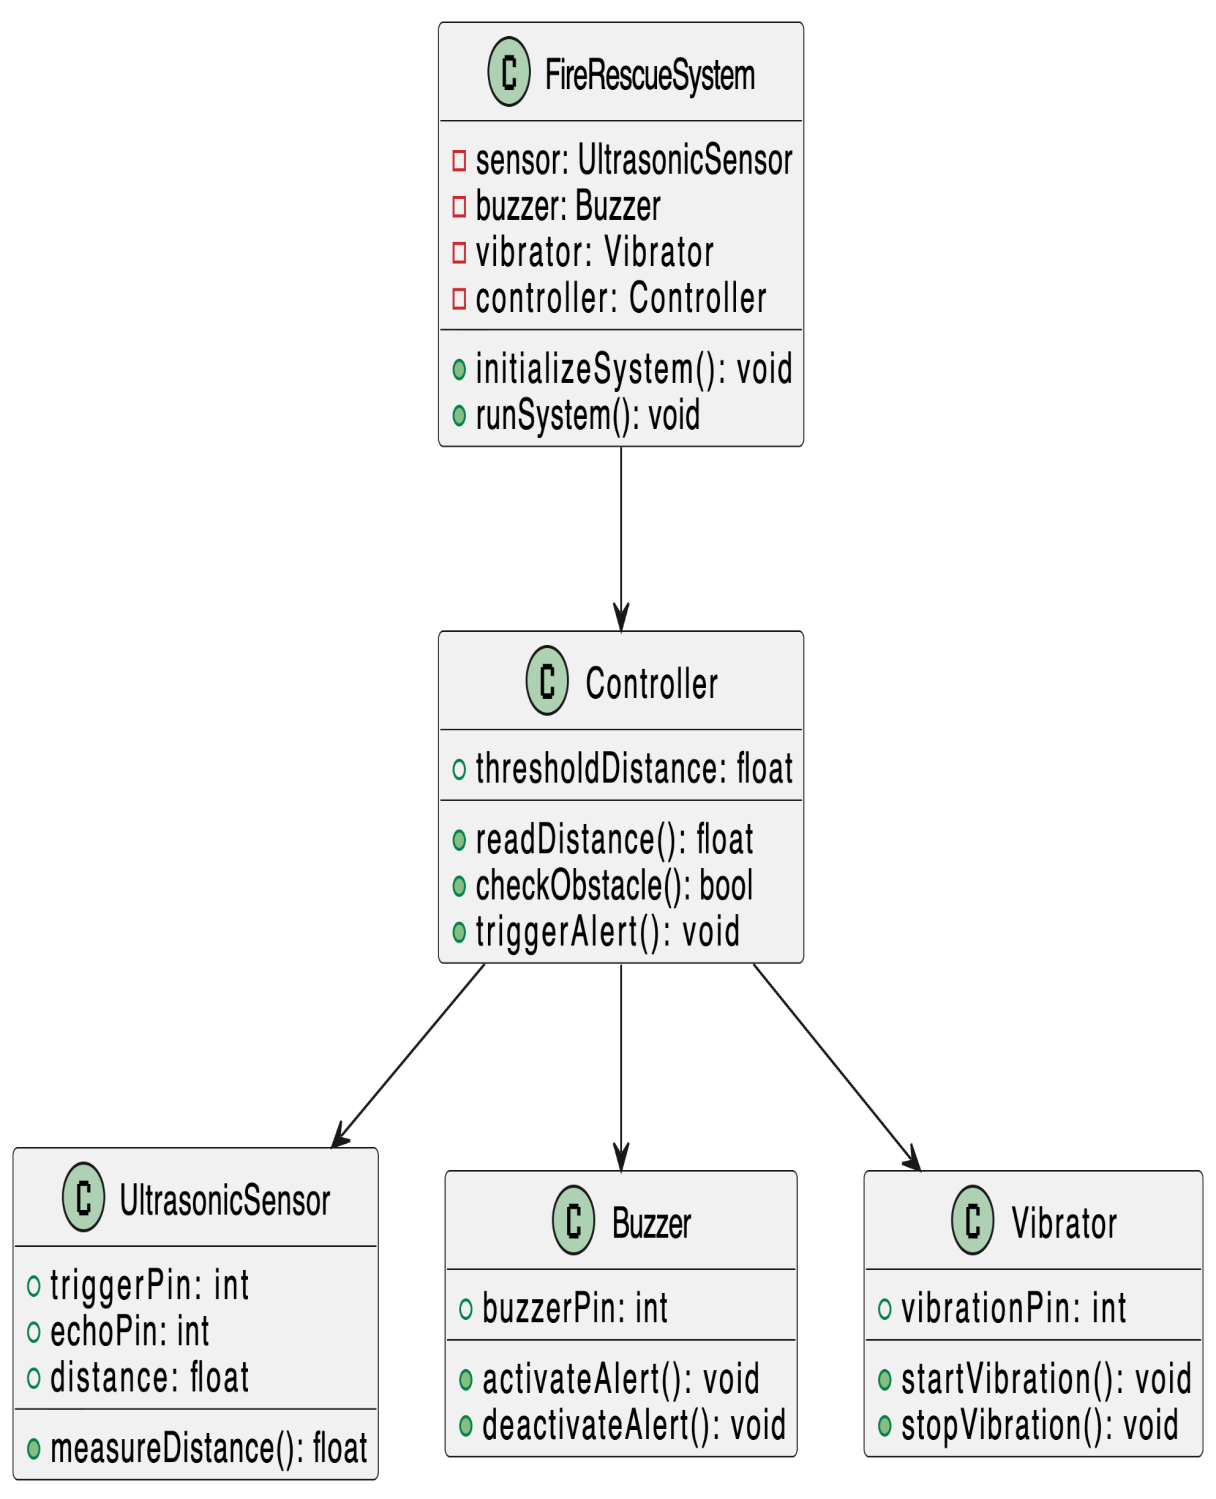 C FireRescueSystem
sensor: UltrasonicSensor
buzzer: Buzzer
vibrator: Vibrator
controller: Controller
initializeSystem(): void
runSystem(): void
C Controller
thresholdDistance: float
readDistance(): float
checkObstacle(): bool
triggerAlert(): void
C UltrasonicSensor
triggerPin: int
echoPin: int
distance: float
measureDistance(): float
C Buzzer
buzzerPin: int
activateAlert(): void
deactivateAlert(): void
C Vibrator
vibrationPin: int
startVibration(): void
stopVibration(): void